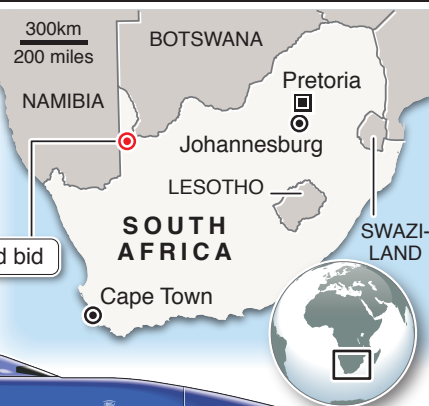 300km
200 miles
BOTSWANA
NAMIBIA
Pretoria
Johannesburg
LESOTHO
SOUTH
AFRICA
SWAZI-
LAND
d bid
Cape Town